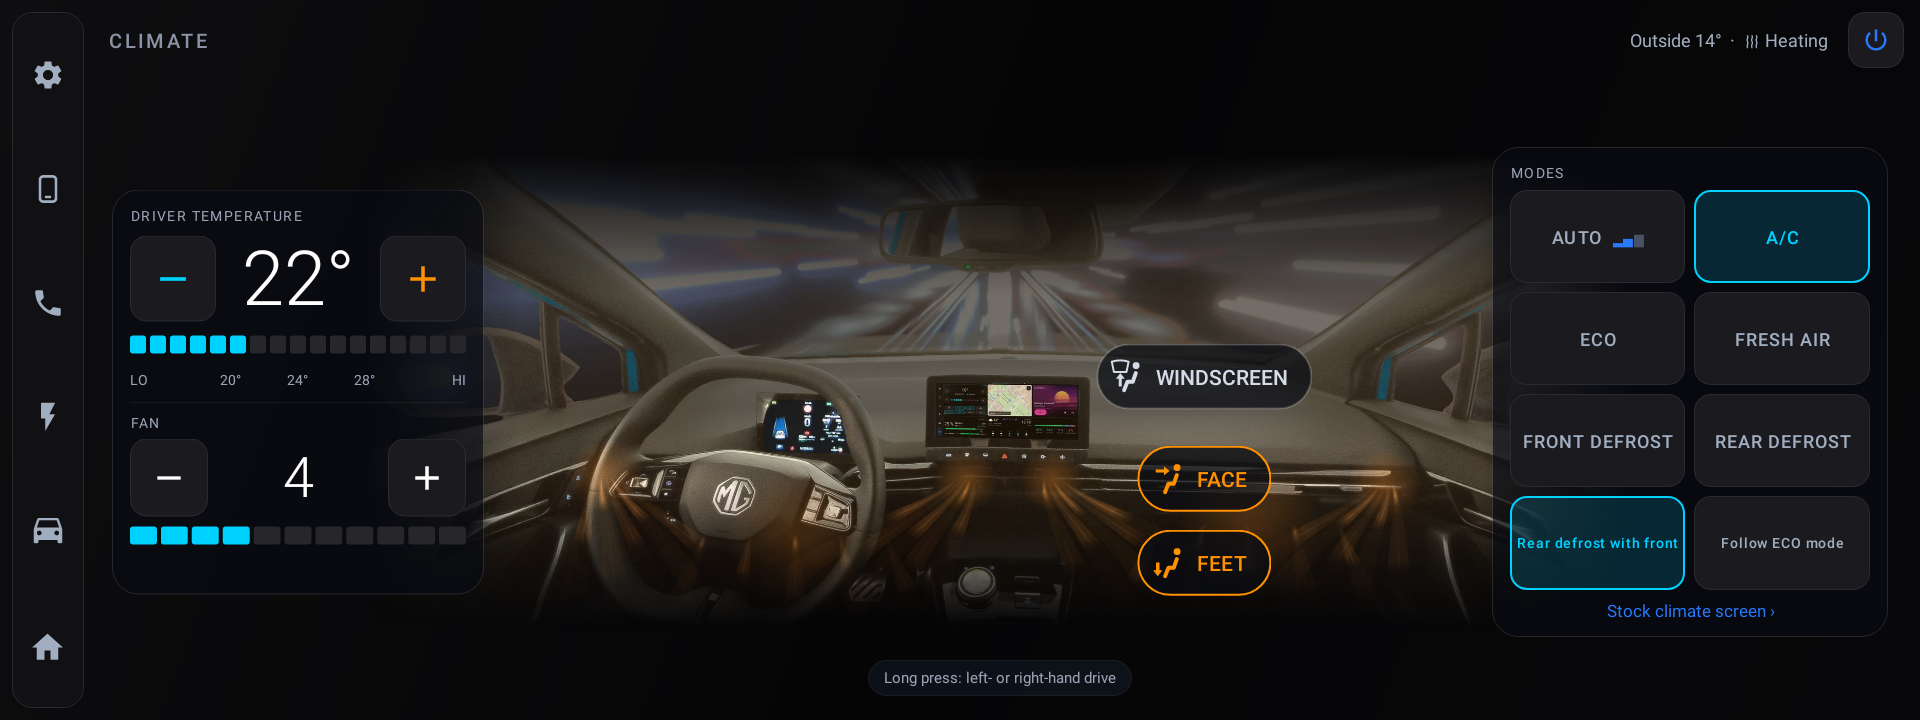 CLIMATE
Outside 14° · Heating
DRIVER TEMPERATURE
22°
LO 20° 24° 28° HI
FAN
4
MG
WINDSCREEN
FACE
FEET
MODES
AUTO
A/C
ECO
FRESH AIR
FRONT DEFROST
REAR DEFROST
Rear defrost with front
Follow ECO mode
Stock climate screen ›
Long press: left- or right-hand drive